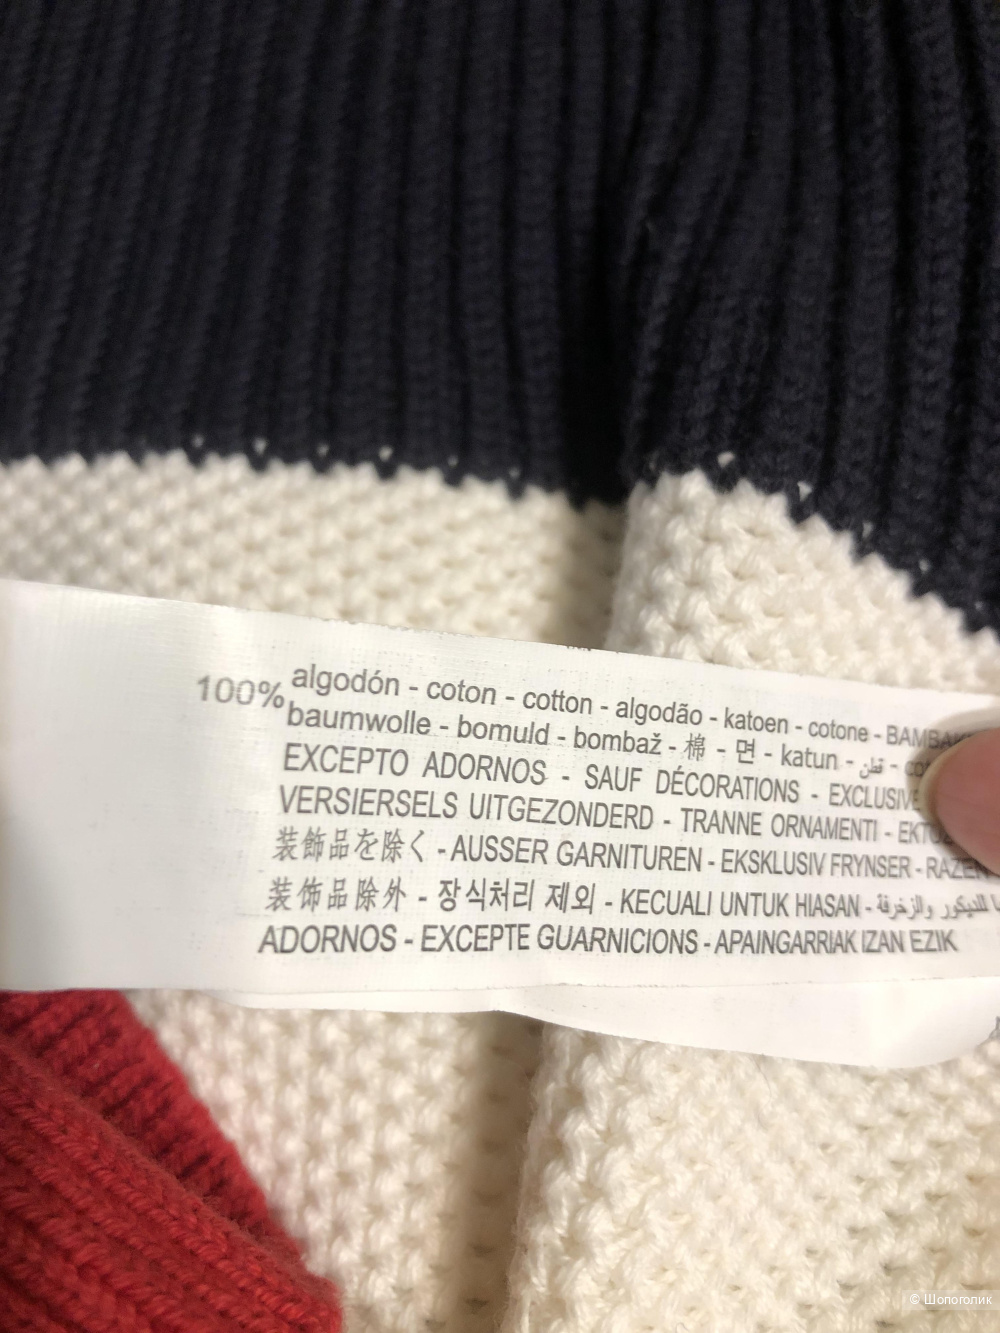 100% algodón - coton - cotton - algodão - katoen - cotone -
baumwolle - bomuld - bombaž - 棉 - 면 - katun - قطن -
EXCEPTO ADORNOS - SAUF DÉCORATIONS -
VERSIERSELS UITGEZONDERD - TRANNE ORNAMENTI -
装飾品を除く - AUSSER GARNITUREN - EKSKLUSIV FRYNSER -
装饰品除外 - 장식처리 제외 - KECUALI UNTUK HIASAN - للديكور والزخرفة
ADORNOS - EXCEPTE GUARNICIONS - APAINGARRIAK IZAN EZIK
© Шопоголик